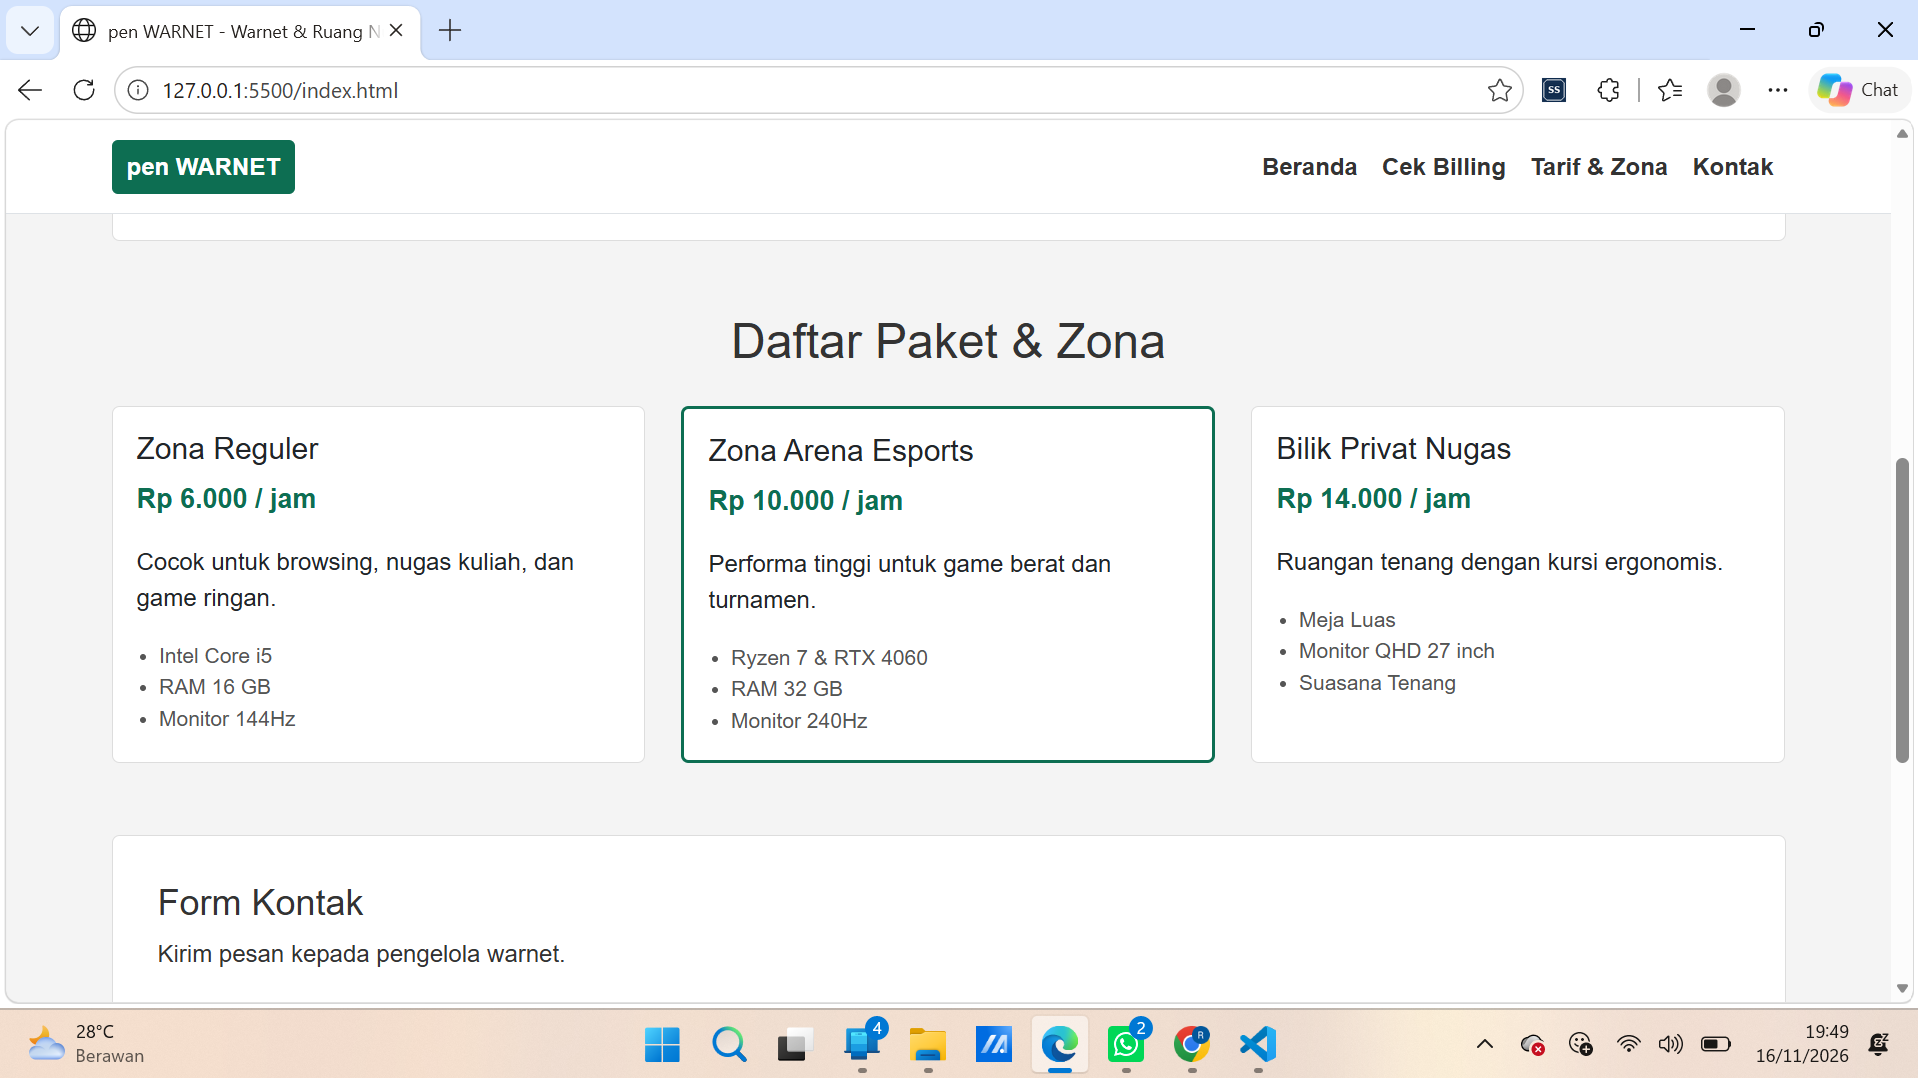 pen WARNET - Warnet & Ruang N
127.0.0.1:5500/index.html
SS
Chat
pen WARNET
Beranda
Cek Billing
Tarif & Zona
Kontak
Daftar Paket & Zona
Zona Reguler
Rp 6.000 / jam
Cocok untuk browsing, nugas kuliah, dan
game ringan.
• Intel Core i5
• RAM 16 GB
• Monitor 144Hz
Zona Arena Esports
Rp 10.000 / jam
Performa tinggi untuk game berat dan
turnamen.
• Ryzen 7 & RTX 4060
• RAM 32 GB
• Monitor 240Hz
Bilik Privat Nugas
Rp 14.000 / jam
Ruangan tenang dengan kursi ergonomis.
• Meja Luas
• Monitor QHD 27 inch
• Suasana Tenang
Form Kontak
Kirim pesan kepada pengelola warnet.
28°C
Berawan
4
2
R
19:49
16/11/2026